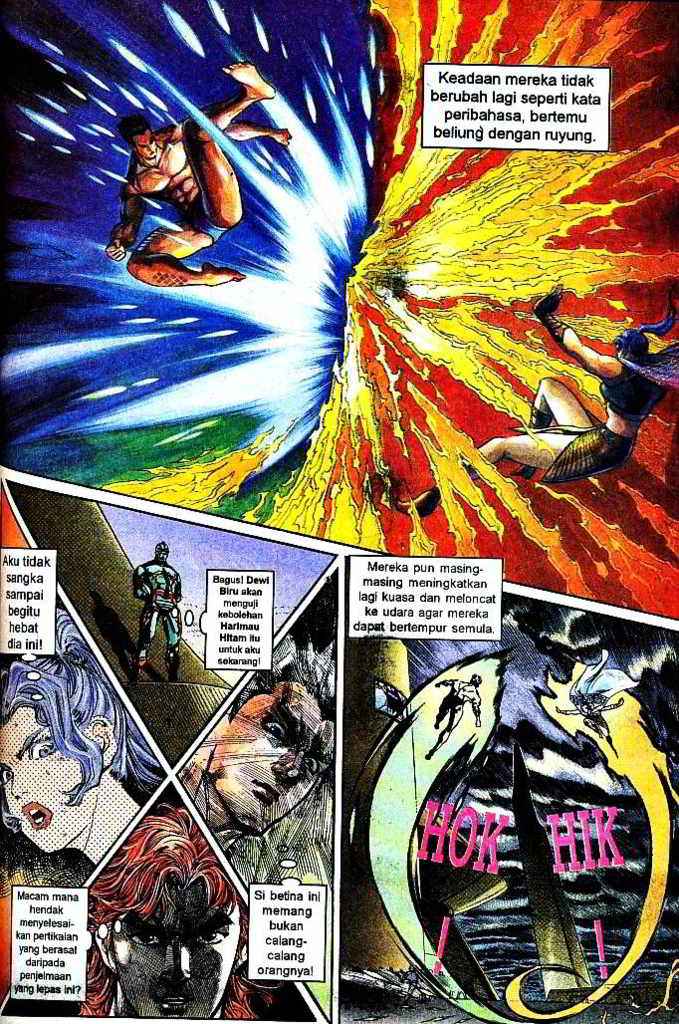 Keadaan mereka tidak
berubah lagi seperti kata
peribahasa, bertemu
beliung dengan ruyung.
Aku tidak
sangka
sampai
begitu
hebat
dia ini!
Bagus! Dewi
Biru akan
menguji
kebolehan
Harimau
Hitam itu
untuk aku
sekarang!
Mereka pun masing-
masing meningkatkan
lagi kuasa dan meloncat
ke udara agar mereka
dapat bertempur semula.
Macam mana
hendak
menyelesai-
kan pertikaian
yang berasal
daripada
penjelmaan
yang lepas ini?
Si betina ini
memang
bukan
calang-
calang
orangnya!
HOK HIK
! !